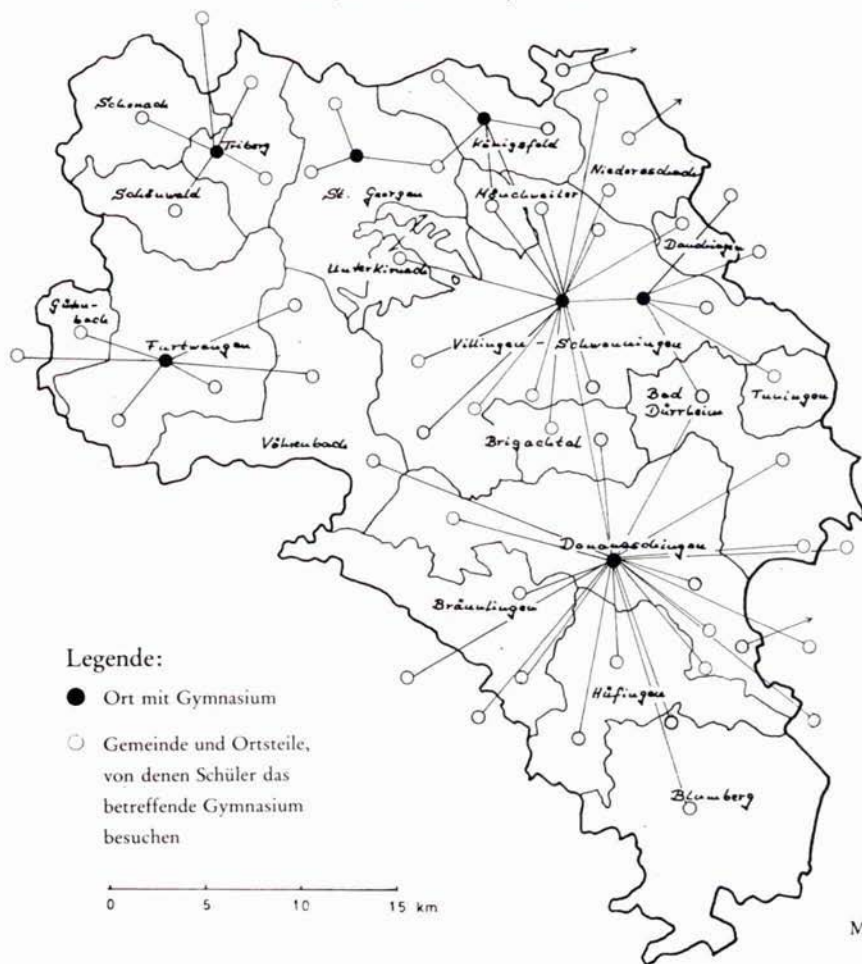 Schonach
Triberg
Königsfeld
Niedereschach
Schönwald
St. Georgen
Mönchweiler
Dauchingen
Unterkirnach
Güten-
bach
Furtwangen
Villingen - Schwenningen
Bad
Dürrheim
Tuningen
Vöhrenbach
Brigachtal
Donaueschingen
Bräunlingen
Hüfingen
Blumberg
Legende:
Ort mit Gymnasium
Gemeinde und Ortsteile,
von denen Schüler das
betreffende Gymnasium
besuchen
0 5 10 15 km
M